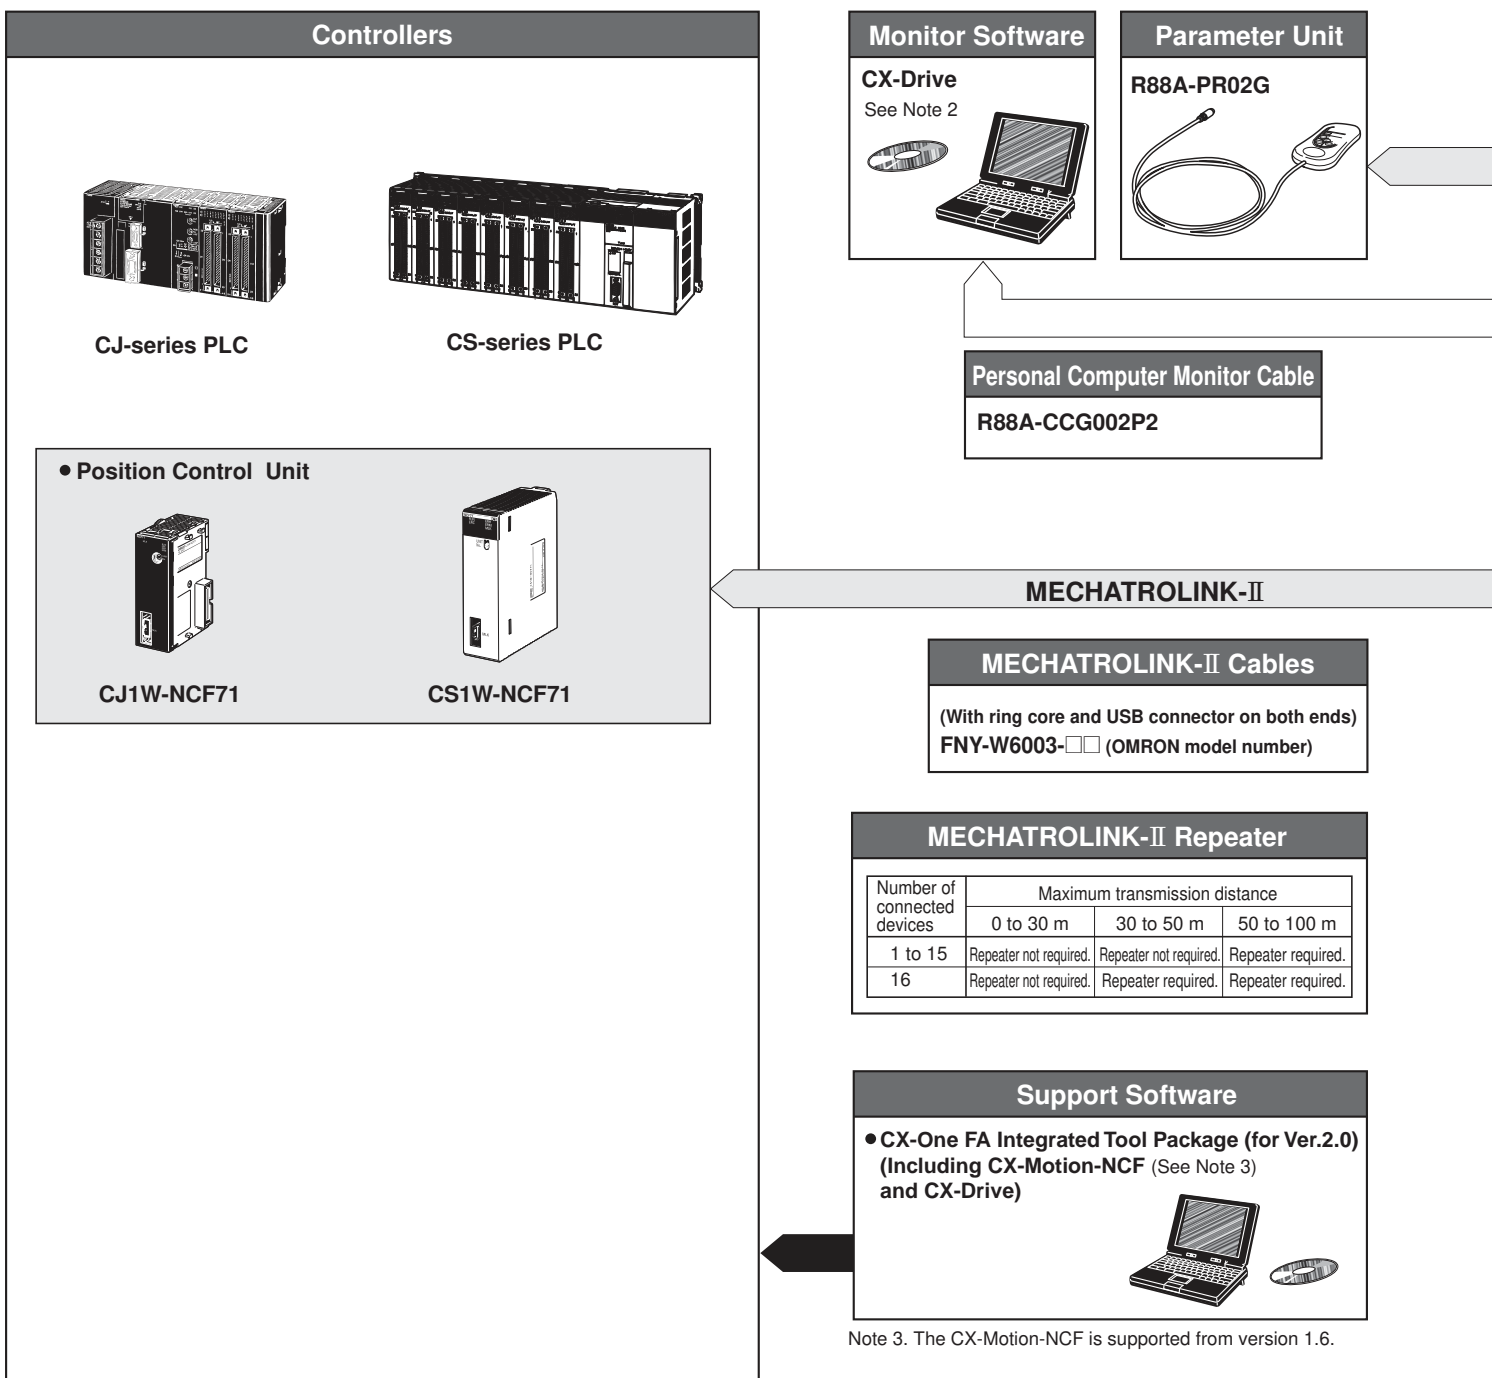 Controllers
CJ-series PLC
CS-series PLC
● Position Control Unit
CJ1W-NCF71
CS1W-NCF71
Monitor Software
CX-Drive
See Note 2
Parameter Unit
R88A-PR02G
Personal Computer Monitor Cable
R88A-CCG002P2
MECHATROLINK-Ⅱ
MECHATROLINK-Ⅱ Cables
(With ring core and USB connector on both ends)
FNY-W6003-□□ (OMRON model number)
MECHATROLINK-Ⅱ Repeater
Number of
connected
devices
Maximum transmission distance
0 to 30 m 30 to 50 m 50 to 100 m
1 to 15 Repeater not required. Repeater not required. Repeater required.
16 Repeater not required. Repeater required. Repeater required.
Support Software
● CX-One FA Integrated Tool Package (for Ver.2.0)
(Including CX-Motion-NCF (See Note 3)
and CX-Drive)
Note 3. The CX-Motion-NCF is supported from version 1.6.